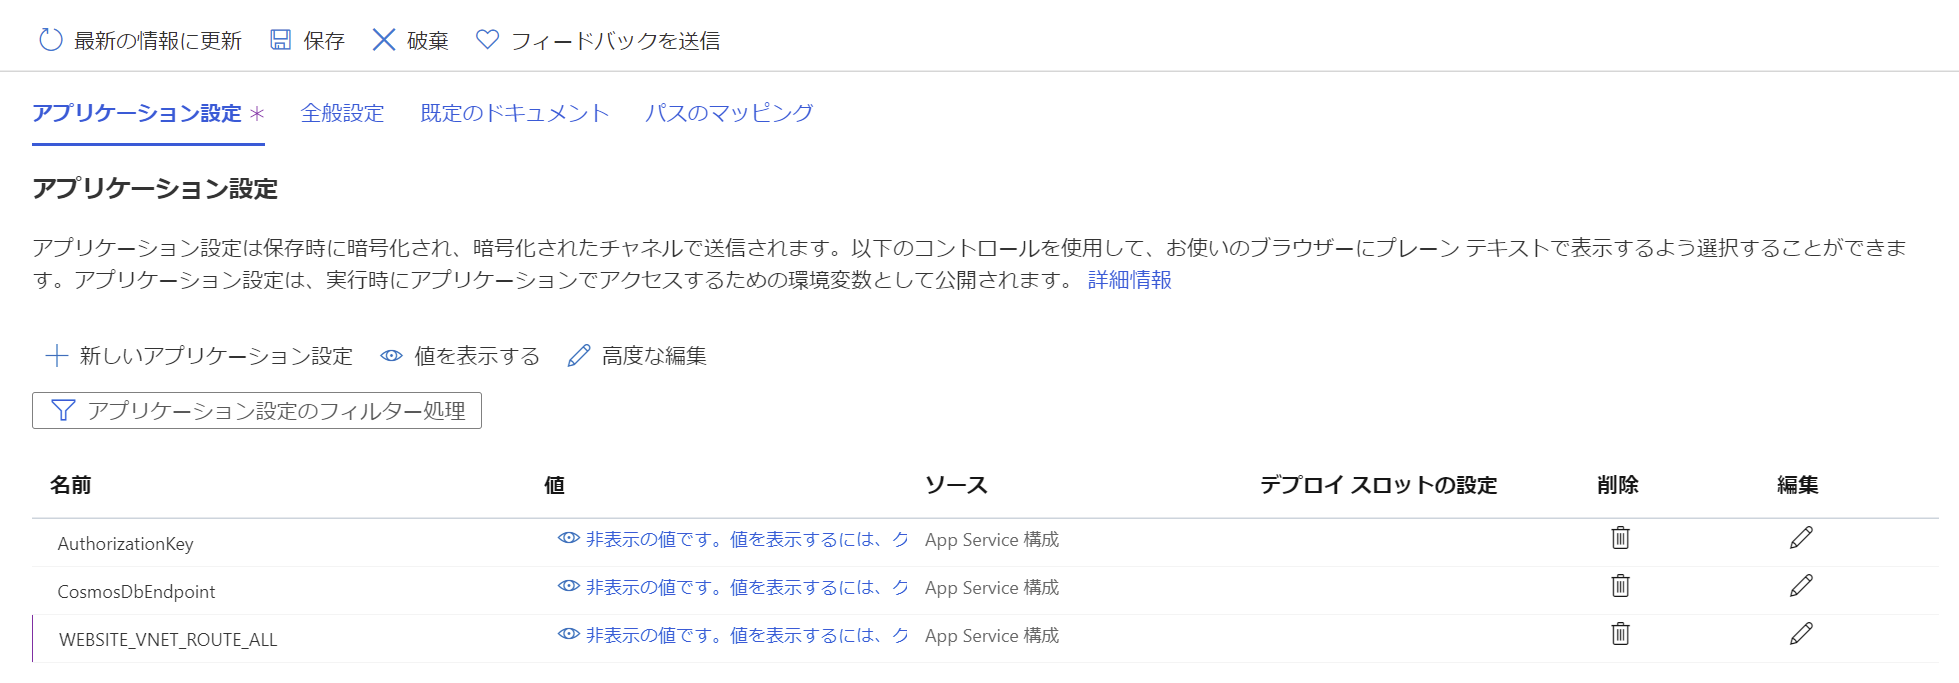 最新の情報に更新 保存 破棄 フィードバックを送信
アプリケーション設定 * 全般設定 既定のドキュメント パスのマッピング
アプリケーション設定
アプリケーション設定は保存時に暗号化され、暗号化されたチャネルで送信されます。以下のコントロールを使用して、お使いのブラウザーにプレーン テキストで表示するよう選択することができま
す。アプリケーション設定は、実行時にアプリケーションでアクセスするための環境変数として公開されます。 詳細情報
新しいアプリケーション設定 値を表示する 高度な編集
アプリケーション設定のフィルター処理
名前 値 ソース デプロイ スロットの設定 削除 編集
AuthorizationKey 非表示の値です。値を表示するには、ク App Service 構成
CosmosDbEndpoint 非表示の値です。値を表示するには、ク App Service 構成
WEBSITE_VNET_ROUTE_ALL 非表示の値です。値を表示するには、ク App Service 構成